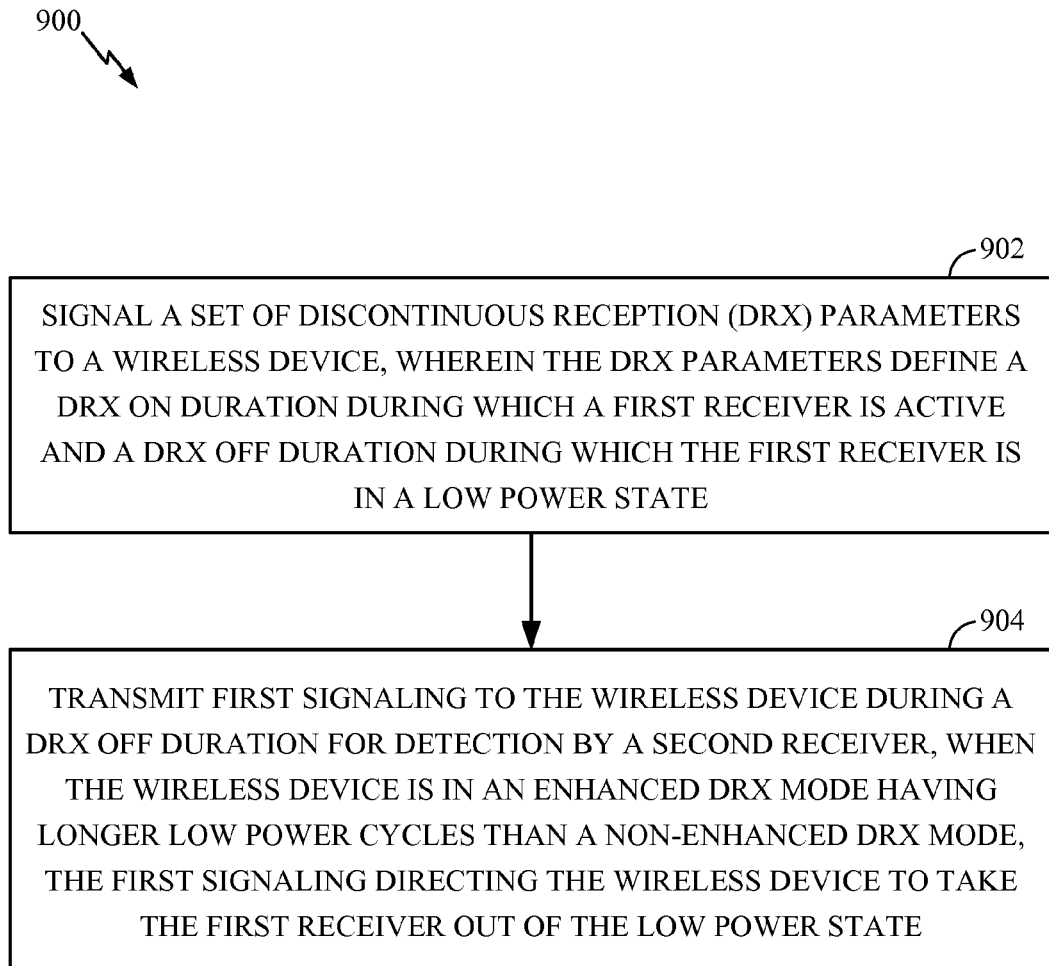 900
902
SIGNAL A SET OF DISCONTINUOUS RECEPTION (DRX) PARAMETERS
TO A WIRELESS DEVICE, WHEREIN THE DRX PARAMETERS DEFINE A
DRX ON DURATION DURING WHICH A FIRST RECEIVER IS ACTIVE
AND A DRX OFF DURATION DURING WHICH THE FIRST RECEIVER IS
IN A LOW POWER STATE
904
TRANSMIT FIRST SIGNALING TO THE WIRELESS DEVICE DURING A
DRX OFF DURATION FOR DETECTION BY A SECOND RECEIVER, WHEN
THE WIRELESS DEVICE IS IN AN ENHANCED DRX MODE HAVING
LONGER LOW POWER CYCLES THAN A NON-ENHANCED DRX MODE,
THE FIRST SIGNALING DIRECTING THE WIRELESS DEVICE TO TAKE
THE FIRST RECEIVER OUT OF THE LOW POWER STATE